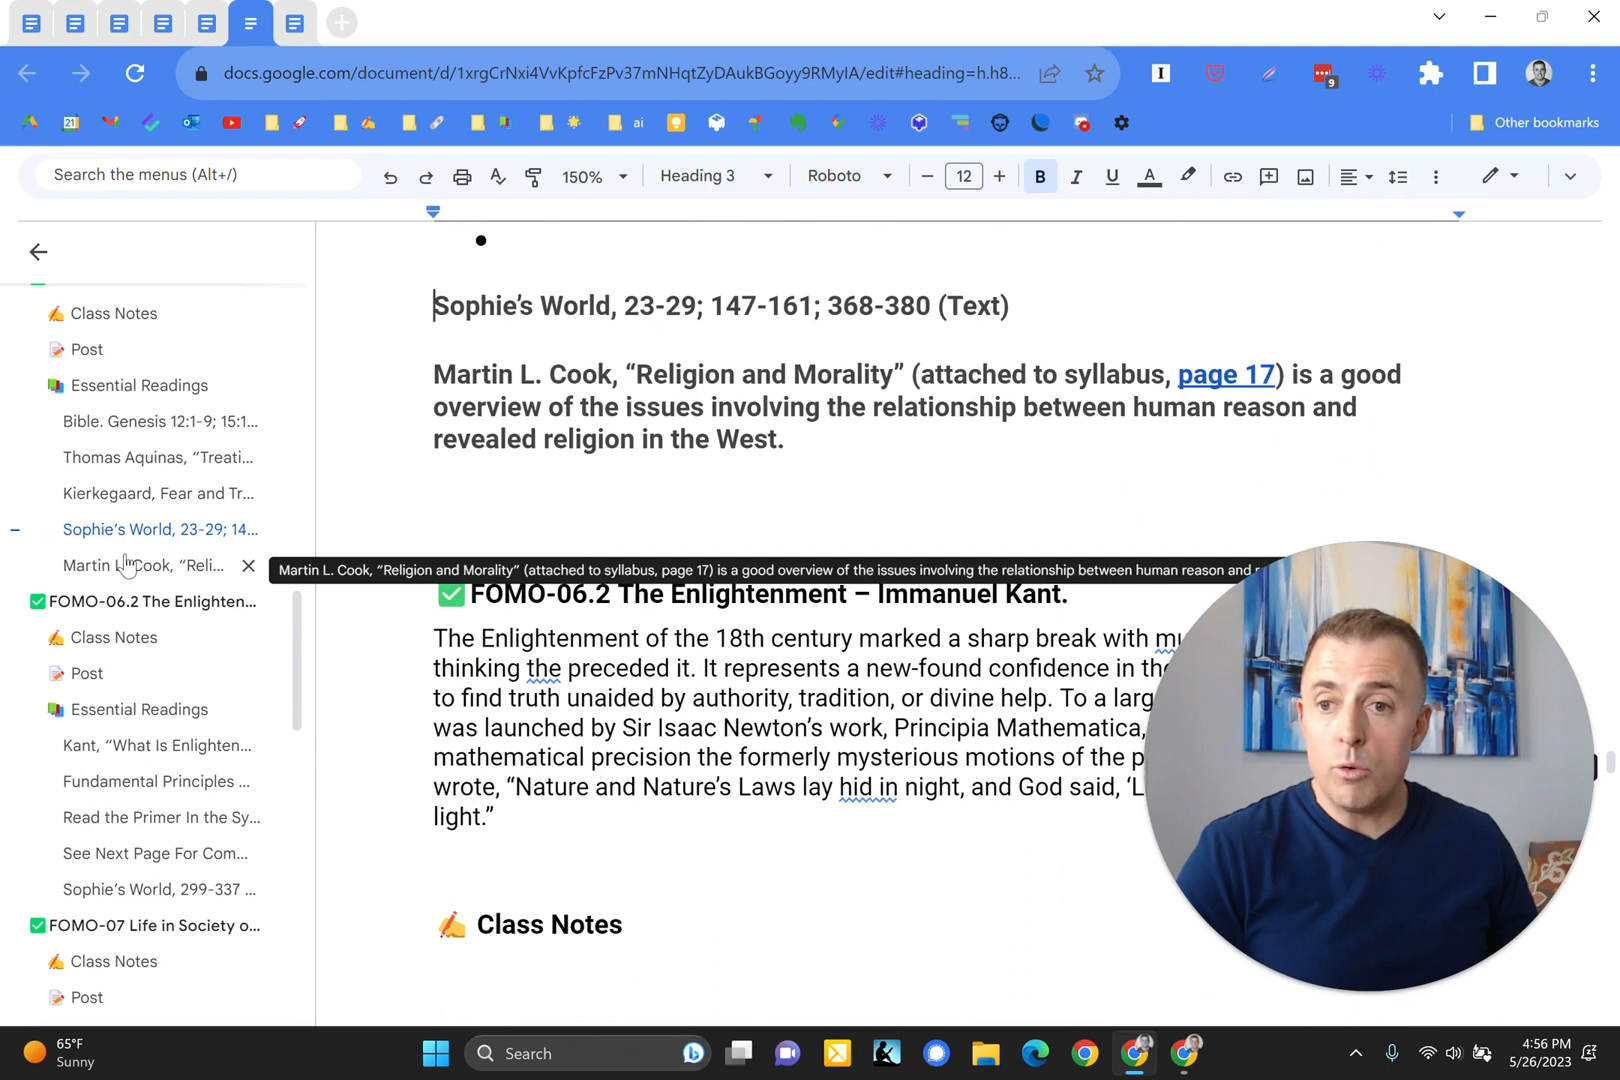 docs.google.com/document/d/1xrgCrNxi4VvKpfcFzPv37mNHqtZyDAukBGoyy9RMyIA/edit#heading=h.h8...
9
21
ai
Other bookmarks
Search the menus (Alt+/)
150%
Heading 3
Roboto
12
B
I
U
A
Class Notes
Post
Essential Readings
Bible. Genesis 12:1-9; 15:1...
Thomas Aquinas, “Treati...
Kierkegaard, Fear and Tr...
Sophie’s World, 23-29; 14...
Martin L. Cook, “Reli...
FOMO-06.2 The Enlighten...
Class Notes
Post
Essential Readings
Kant, “What Is Enlighten...
Fundamental Principles ...
Read the Primer In the Sy...
See Next Page For Com...
Sophie’s World, 299-337 ...
FOMO-07 Life in Society o...
Class Notes
Post
Sophie’s World, 23-29; 147-161; 368-380 (Text)
Martin L. Cook, “Religion and Morality” (attached to syllabus, page 17) is a good
overview of the issues involving the relationship between human reason and
revealed religion in the West.
Martin L. Cook, “Religion and Morality” (attached to syllabus, page 17) is a good overview of the issues involving the relationship between human reason and
FOMO-06.2 The Enlightenment – Immanuel Kant.
The Enlightenment of the 18th century marked a sharp break with
thinking the preceded it. It represents a new-found confidence in
to find truth unaided by authority, tradition, or divine help. To a
was launched by Sir Isaac Newton’s work, Principia Mathematica,
mathematical precision the formerly mysterious motions of the
wrote, “Nature and Nature’s Laws lay hid in night, and God said,
light.”
Class Notes
65°F
Sunny
Search
4:56 PM
5/26/2023